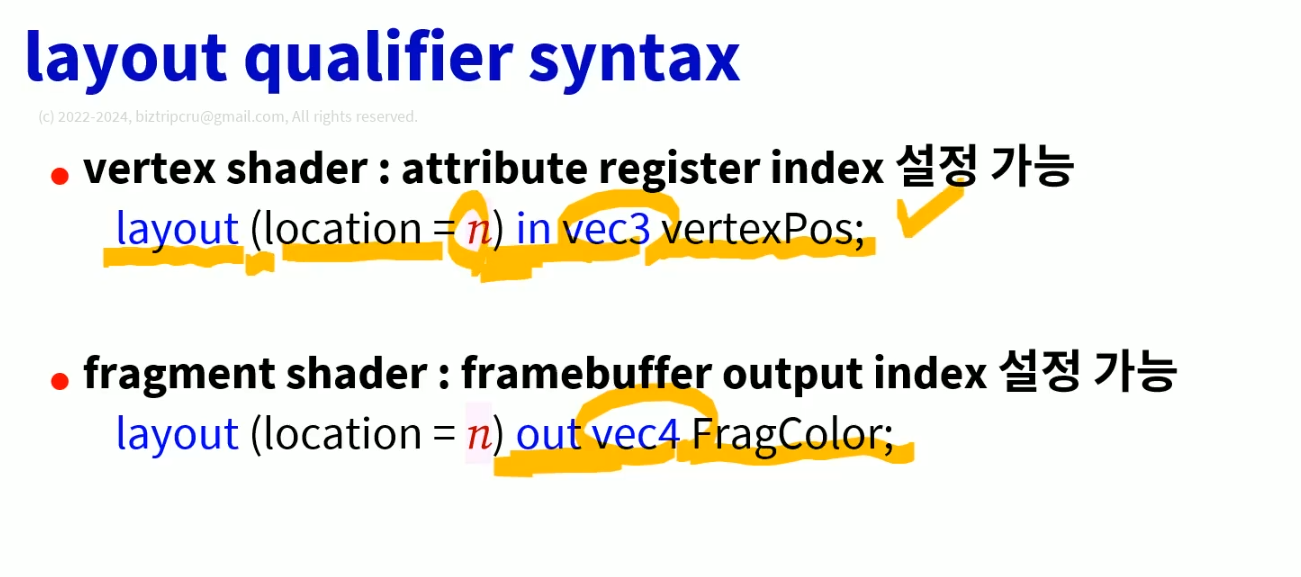 layout qualifier syntax
(c) 2022-2024, biztripcru@gmail.com, All rights reserved.
• vertex shader : attribute register index 설정 가능
layout (location = n) in vec3 vertexPos;
• fragment shader : framebuffer output index 설정 가능
layout (location = n) out vec4 FragColor;